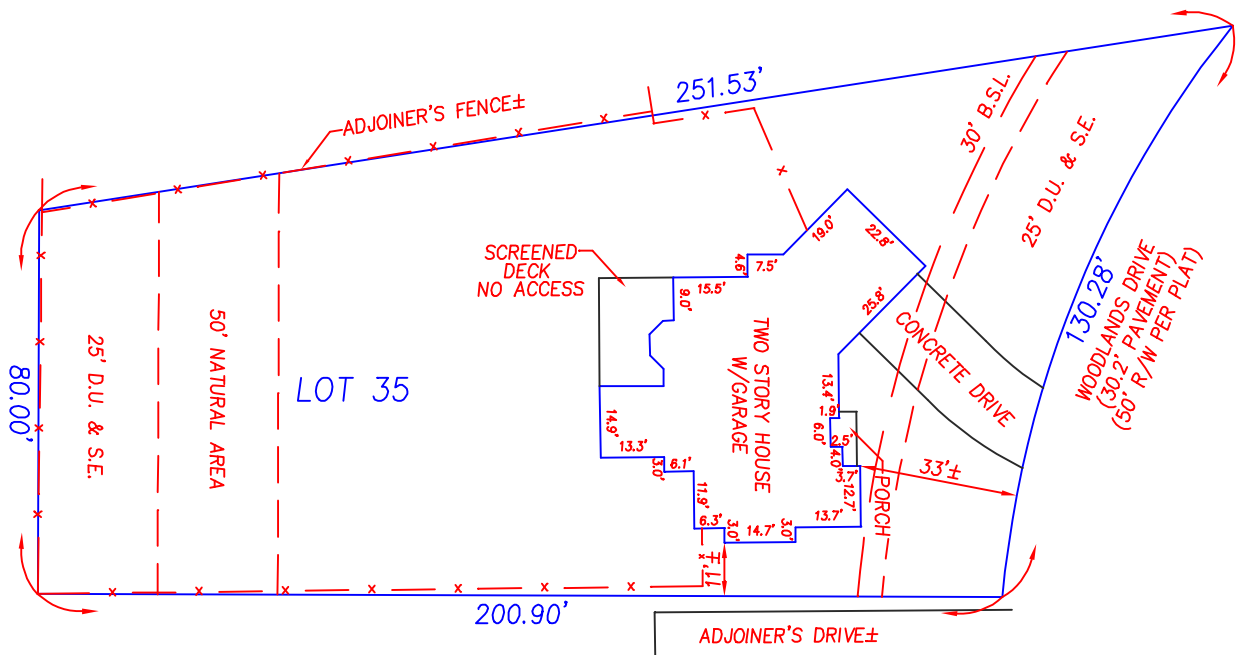 251.53'
ADJOINER'S FENCE±
30' B.S.L.
25' D.U. & S.E.
SCREENED
DECK
NO ACCESS
19.0'
22.8'
4.6'
7.5'
15.5'
9.0'
25.8'
WOODLANDS DRIVE
(30.2' PAVEMENT)
(50' R/W PER PLAT)
130.28'
CONCRETE DRIVE
TWO STORY HOUSE
W/GARAGE
50' NATURAL AREA
25' D.U. & S.E.
80.00'
LOT 35
13.4'
1.9'
6.0'
2.5'
4.0'
3.7'
12.7'
PORCH
33'±
14.9'
13.3'
3.0'
6.1'
11.9'
6.3'
3.0'
14.7'
3.0'
13.7'
11'±
200.90'
ADJOINER'S DRIVE±